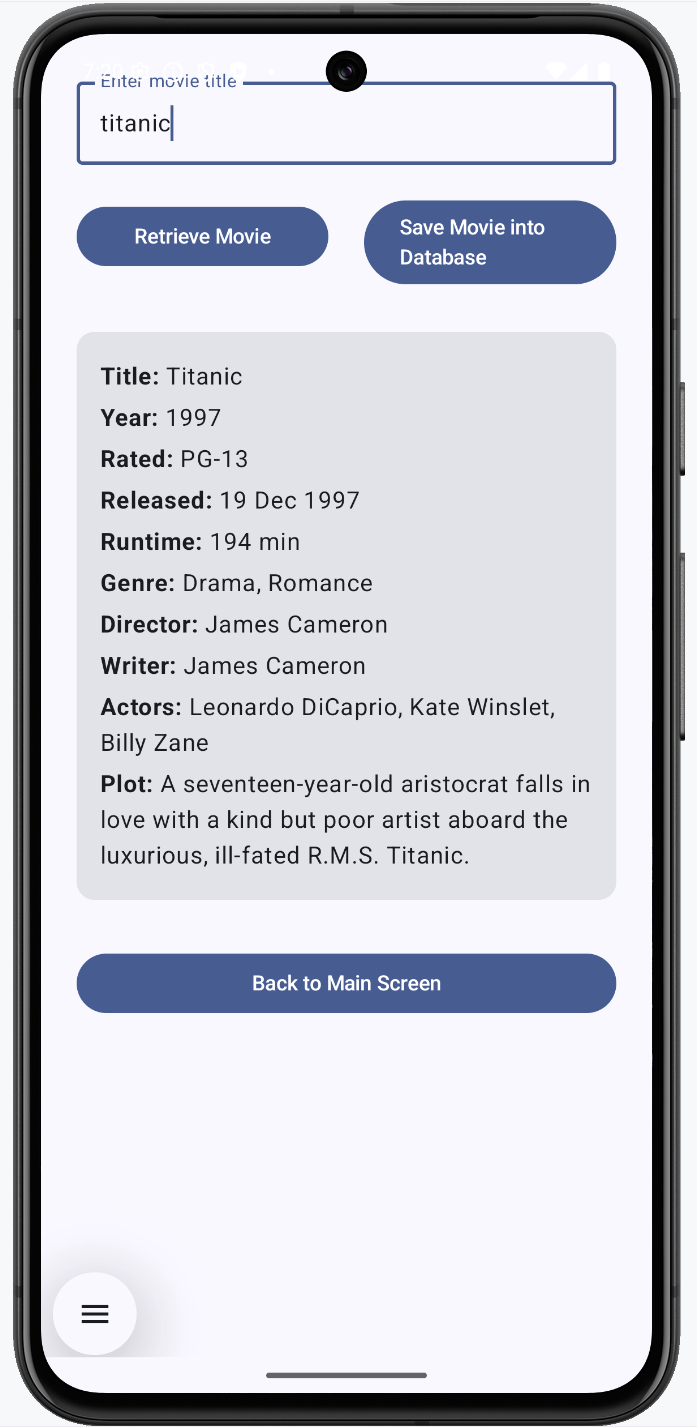 Enter movie title
titanic
Retrieve Movie
Save Movie into
Database
Title: Titanic
Year: 1997
Rated: PG-13
Released: 19 Dec 1997
Runtime: 194 min
Genre: Drama, Romance
Director: James Cameron
Writer: James Cameron
Actors: Leonardo DiCaprio, Kate Winslet,
Billy Zane
Plot: A seventeen-year-old aristocrat falls in
love with a kind but poor artist aboard the
luxurious, ill-fated R.M.S. Titanic.
Back to Main Screen